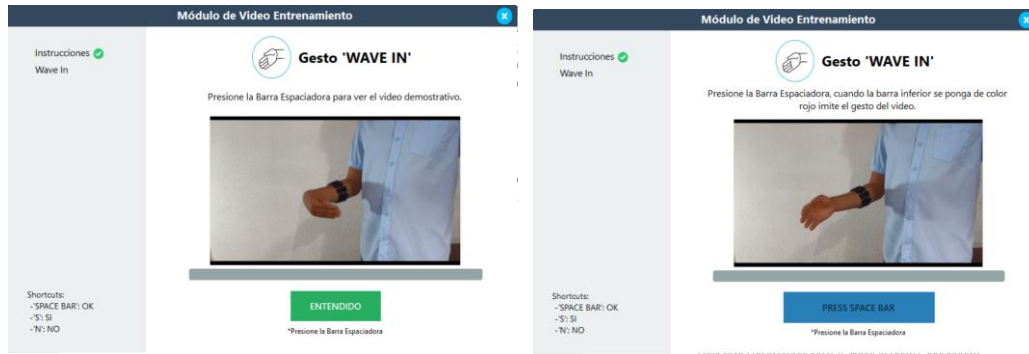 Módulo de Video Entrenamiento
x
Instrucciones
Wave In
Gesto 'WAVE IN'
Presione la Barra Espaciadora para ver el video demostrativo.
Shortcuts:
-'SPACE BAR': OK
-'S': SI
-'N': NO
ENTENDIDO
*Presione la Barra Espaciadora
Módulo de Video Entrenamiento
x
Instrucciones
Wave In
Gesto 'WAVE IN'
Presione la Barra Espaciadora, cuando la barra inferior se ponga de color
rojo imite el gesto del video.
Shortcuts:
-'SPACE BAR': OK
-'S': SI
-'N': NO
PRESS SPACE BAR
*Presione la Barra Espaciadora